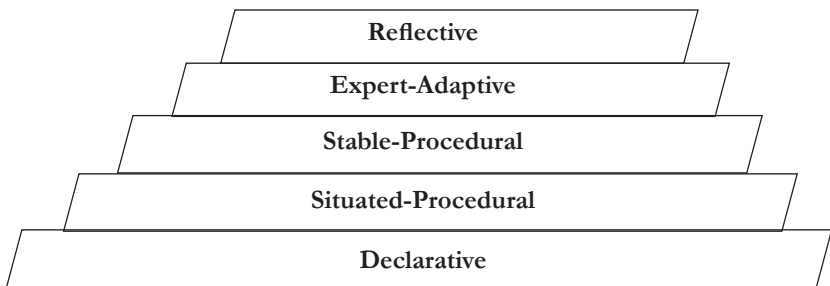 Reflective
Expert-Adaptive
Stable-Procedural
Situated-Procedural
Declarative